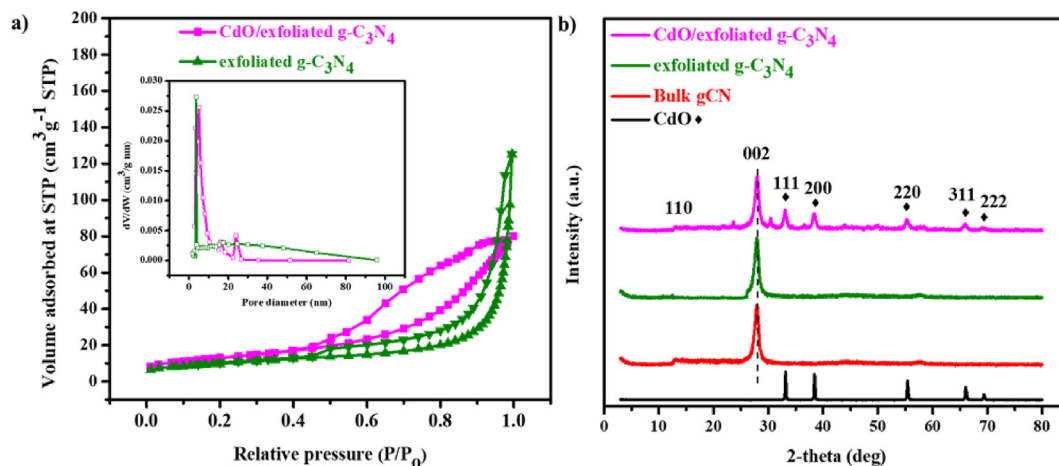 a)
CdO/exfoliated g-C₃N₄
exfoliated g-C₃N₄
Volume adsorbed at STP (cm³g⁻¹ STP)
200
180
160
140
120
100
80
60
40
20
0
0.0 0.2 0.4 0.6 0.8 1.0
Relative pressure (P/P₀)
dV/dW (cm³/g nm)
0.030
0.025
0.020
0.015
0.010
0.005
0.000
0 20 40 60 80 100
Pore diameter (nm)
b)
CdO/exfoliated g-C₃N₄
exfoliated g-C₃N₄
Bulk gCN
CdO ♦
Intensity (a.u.)
110
002
111
200
220
311
222
0 10 20 30 40 50 60 70 80
2-theta (deg)